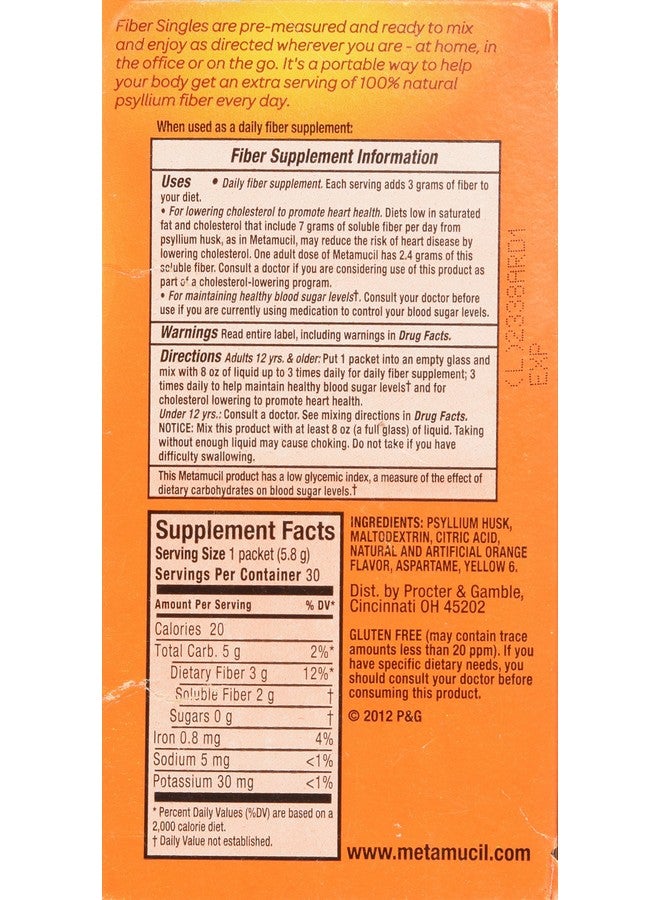 Fiber Singles are pre-measured and ready to mix
and enjoy as directed wherever you are - at home, in
the office or on the go. It's a portable way to help
your body get an extra serving of 100% natural
psyllium fiber every day.
When used as a daily fiber supplement:
Fiber Supplement Information
Uses • Daily fiber supplement. Each serving adds 3 grams of fiber to
your diet.
• For lowering cholesterol to promote heart health. Diets low in saturated
fat and cholesterol that include 7 grams of soluble fiber per day from
psyllium husk, as in Metamucil, may reduce the risk of heart disease by
lowering cholesterol. One adult dose of Metamucil has 2.4 grams of this
soluble fiber. Consult a doctor if you are considering use of this product as
part of a cholesterol-lowering program.
• For maintaining healthy blood sugar levels†. Consult your doctor before
use if you are currently using medication to control your blood sugar levels.
Warnings Read entire label, including warnings in Drug Facts.
Directions Adults 12 yrs. & older: Put 1 packet into an empty glass and
mix with 8 oz of liquid up to 3 times daily for daily fiber supplement; 3
times daily to help maintain healthy blood sugar levels† and for
cholesterol lowering to promote heart health.
Under 12 yrs.: Consult a doctor. See mixing directions in Drug Facts.
NOTICE: Mix this product with at least 8 oz (a full glass) of liquid. Taking
without enough liquid may cause choking. Do not take if you have
difficulty swallowing.
This Metamucil product has a low glycemic index, a measure of the effect of
dietary carbohydrates on blood sugar levels.†
(L)2338ARD1
EXP
Supplement Facts
Serving Size 1 packet (5.8 g)
Servings Per Container 30
Amount Per Serving % DV*
Calories 20
Total Carb. 5 g 2%*
Dietary Fiber 3 g 12%*
Soluble Fiber 2 g †
Sugars 0 g †
Iron 0.8 mg 4%
Sodium 5 mg <1%
Potassium 30 mg <1%
* Percent Daily Values (%DV) are based on a
2,000 calorie diet.
† Daily Value not established.
INGREDIENTS: PSYLLIUM HUSK,
MALTODEXTRIN, CITRIC ACID,
NATURAL AND ARTIFICIAL ORANGE
FLAVOR, ASPARTAME, YELLOW 6.
Dist. by Procter & Gamble,
Cincinnati OH 45202
GLUTEN FREE (may contain trace
amounts less than 20 ppm). If you
have specific dietary needs, you
should consult your doctor before
consuming this product.
© 2012 P&G
www.metamucil.com